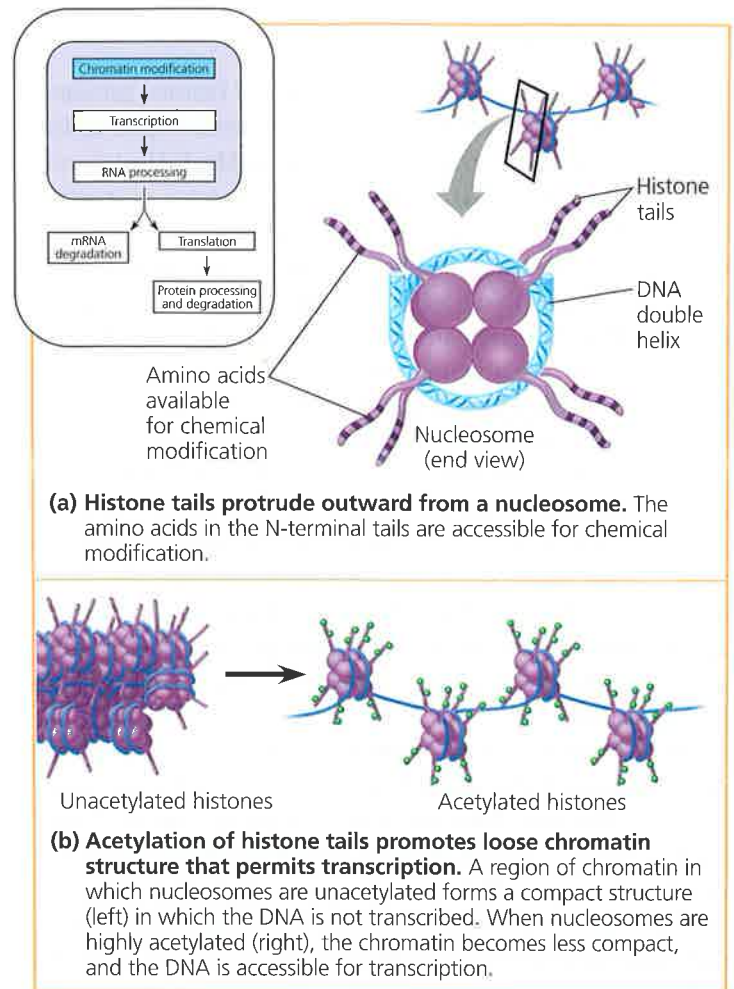 Chromatin modification
Transcription
RNA processing
mRNA
degradation
Translation
Protein processing
and degradation
Histone
tails
DNA
double
helix
Amino acids
available
for chemical
modification
Nucleosome
(end view)
(a) Histone tails protrude outward from a nucleosome. The
amino acids in the N-terminal tails are accessible for chemical
modification.
Unacetylated histones
Acetylated histones
(b) Acetylation of histone tails promotes loose chromatin
structure that permits transcription. A region of chromatin in
which nucleosomes are unacetylated forms a compact structure
(left) in which the DNA is not transcribed. When nucleosomes are
highly acetylated (right), the chromatin becomes less compact,
and the DNA is accessible for transcription.